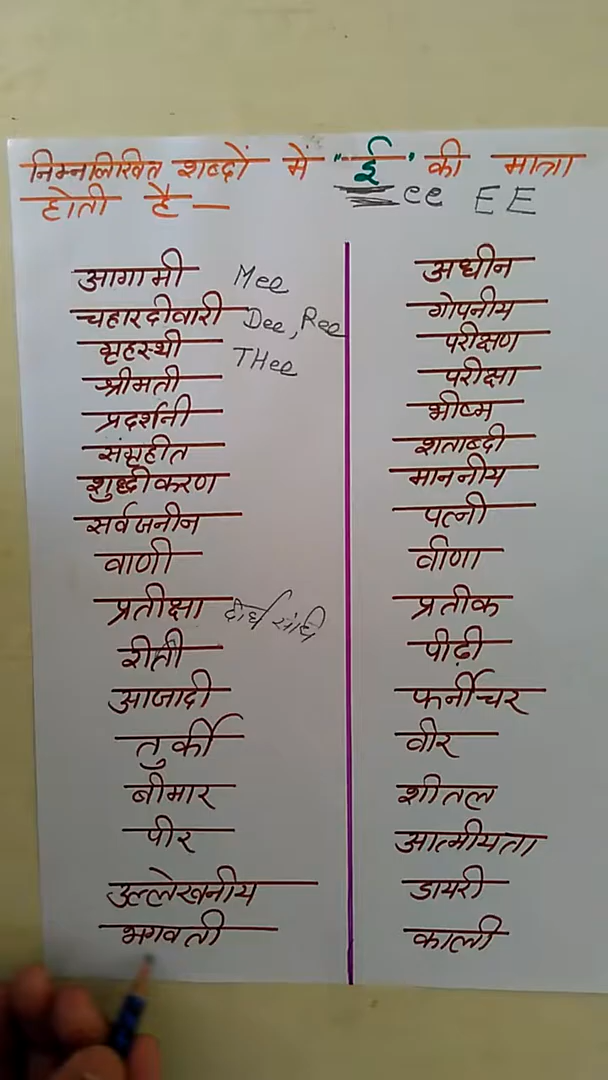 निम्नलिखित शब्दों में "ई" की मात्रा
होती है— ee EE
आगामी Mee
चहारदीवारी Dee, Ree
गृहस्थी THee
श्रीमती
प्रदर्शनी
संगृहीत
शुद्धीकरण
सर्वजनीन
वाणी
प्रतीक्षा दीर्घ संधि
रीती
आजादी
तुर्की
बीमार
पीर
उल्लेखनीय
भगवती
अधीन
गोपनीय
परीक्षण
परीक्षा
भीष्म
शताब्दी
माननीय
पत्नी
वीणा
प्रतीक
पीढ़ी
फर्नीचर
वीर
शीतल
आत्मीयता
डायरी
काली